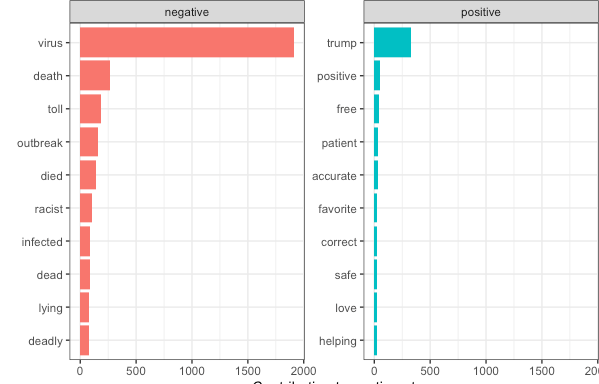 negative
positive
virus
death
toll
outbreak
died
racist
infected
dead
lying
deadly
trump
positive
free
patient
accurate
favorite
correct
safe
love
helping
0 500 1000 1500 2000
0 500 1000 1500